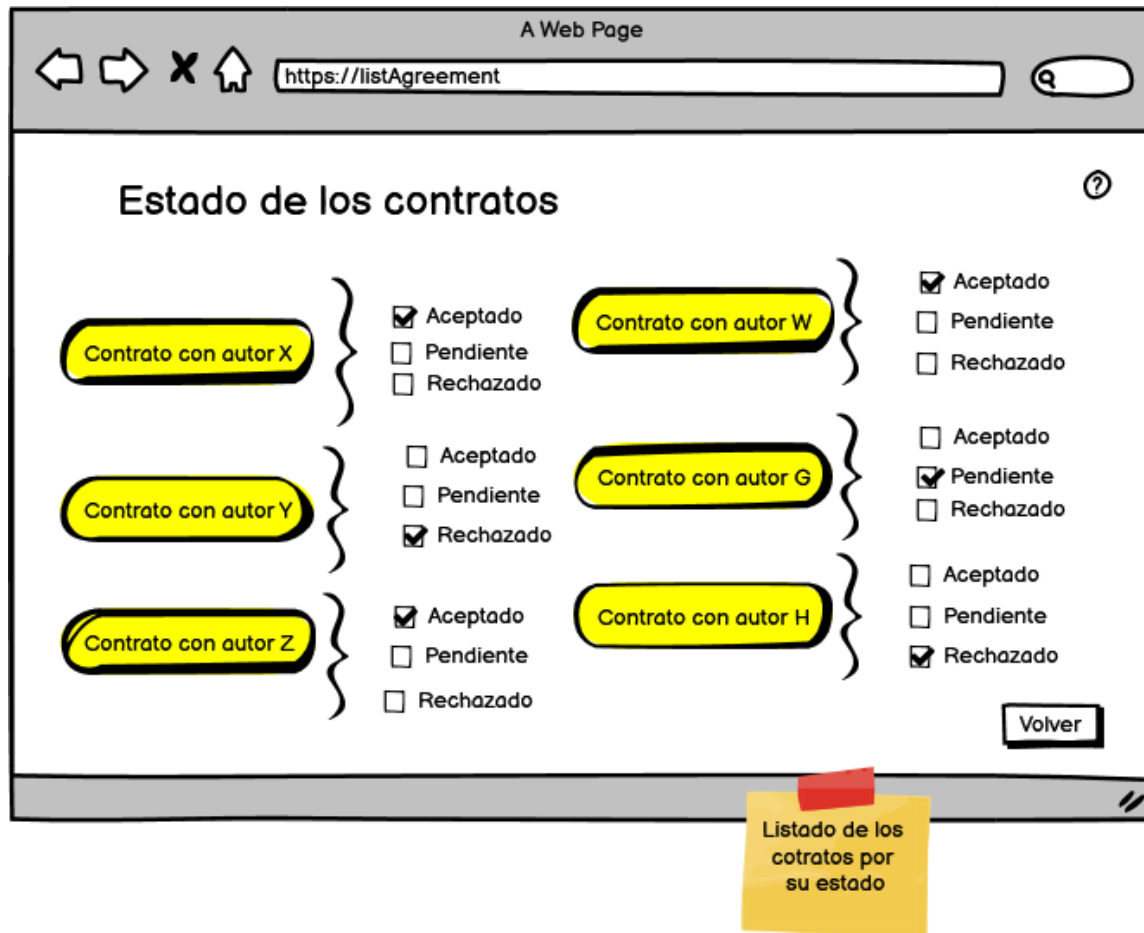 A Web Page
https://listAgreement
Estado de los contratos
?
Contrato con autor X
Aceptado
Pendiente
Rechazado
Contrato con autor W
Aceptado
Pendiente
Rechazado
Contrato con autor Y
Aceptado
Pendiente
Rechazado
Contrato con autor G
Aceptado
Pendiente
Rechazado
Contrato con autor Z
Aceptado
Pendiente
Rechazado
Contrato con autor H
Aceptado
Pendiente
Rechazado
Volver
Listado de los
cotratos por
su estado